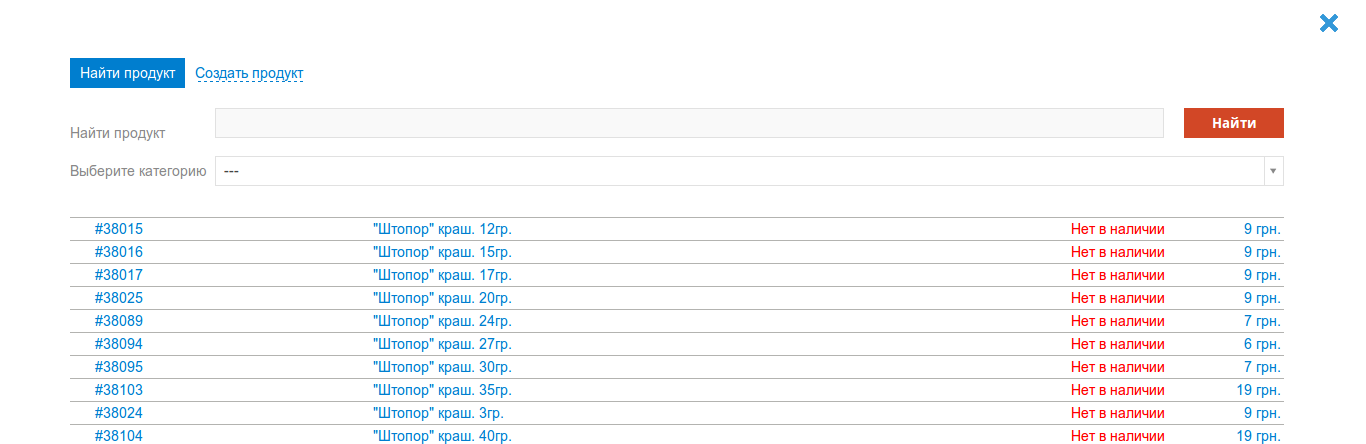 Найти продукт Создать продукт
Найти продукт Найти
Выберите категорию ---
#38015 "Штопор" краш. 12гр. Нет в наличии 9 грн.
#38016 "Штопор" краш. 15гр. Нет в наличии 9 грн.
#38017 "Штопор" краш. 17гр. Нет в наличии 9 грн.
#38025 "Штопор" краш. 20гр. Нет в наличии 9 грн.
#38089 "Штопор" краш. 24гр. Нет в наличии 7 грн.
#38094 "Штопор" краш. 27гр. Нет в наличии 6 грн.
#38095 "Штопор" краш. 30гр. Нет в наличии 7 грн.
#38103 "Штопор" краш. 35гр. Нет в наличии 19 грн.
#38024 "Штопор" краш. 3гр. Нет в наличии 9 грн.
#38104 "Штопор" краш. 40гр. Нет в наличии 19 грн.